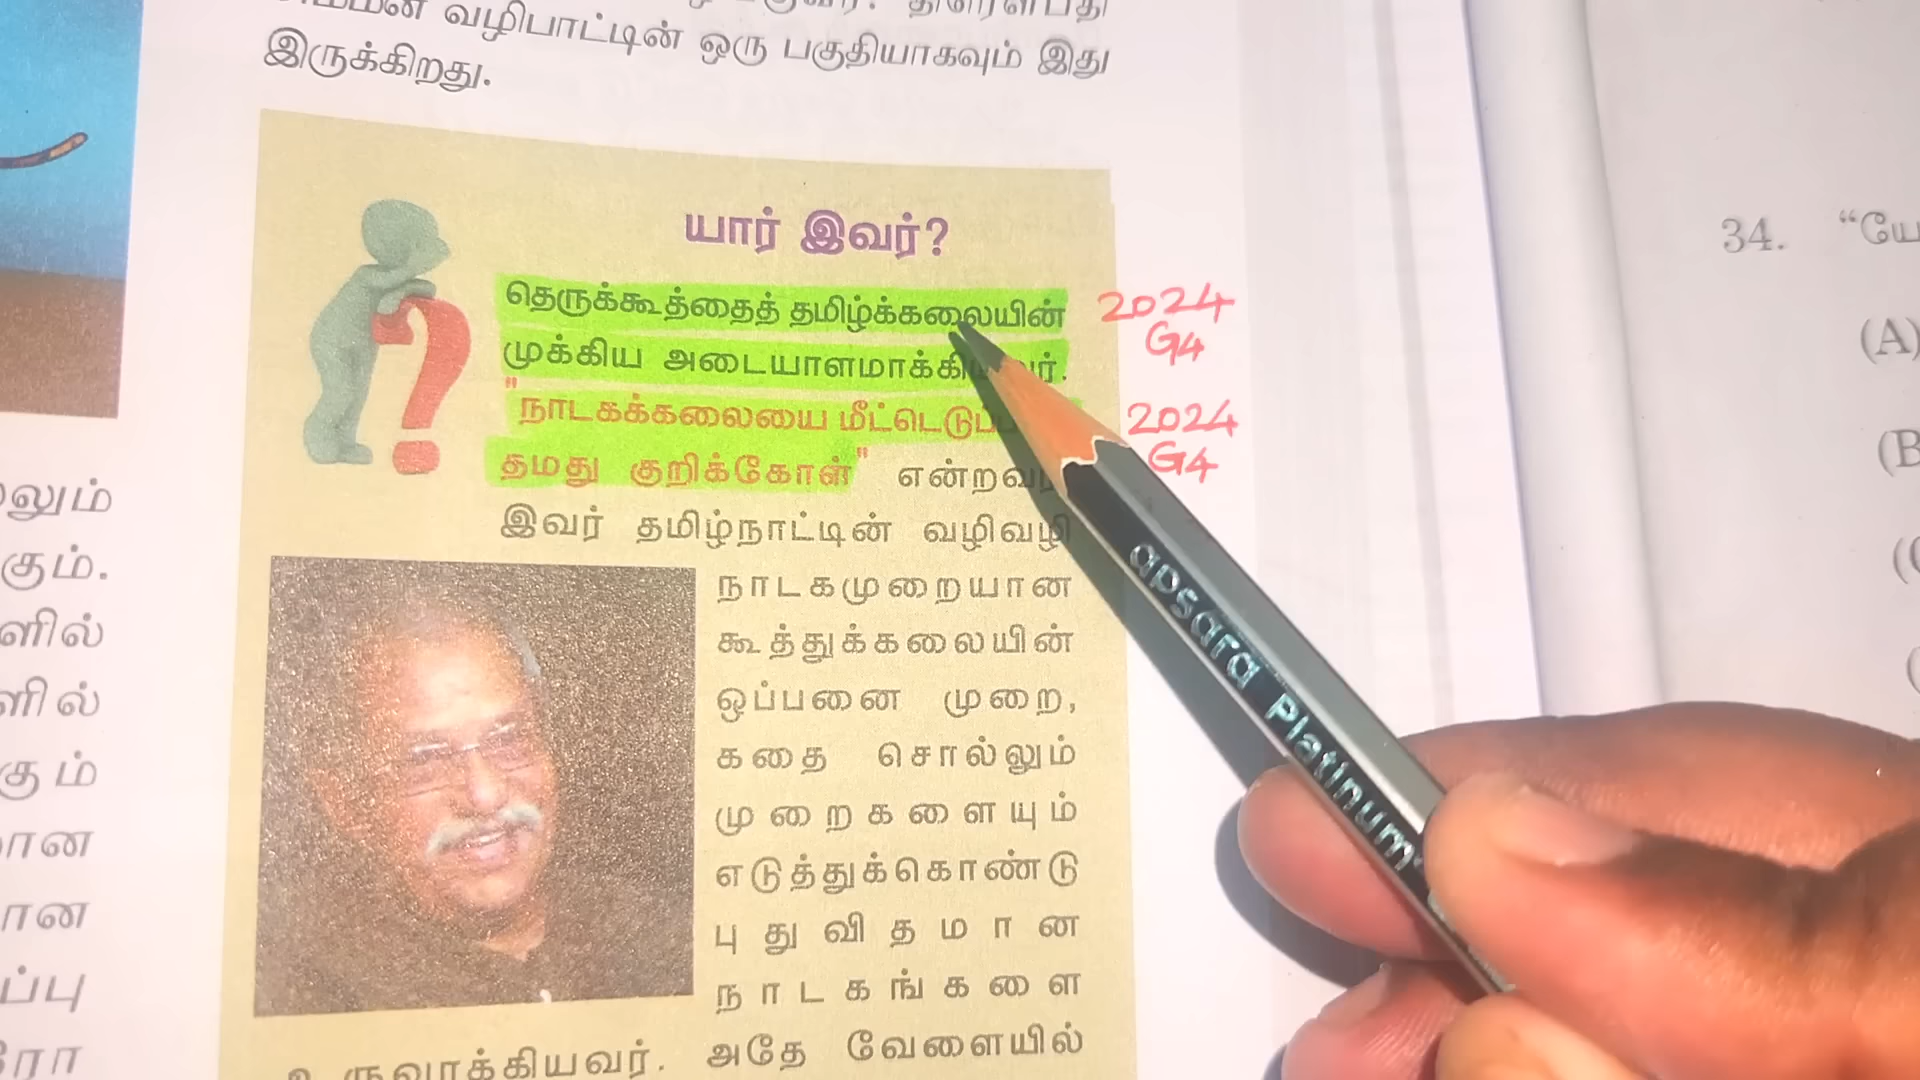 வழிபாட்டின் ஒரு பகுதியாகவும் இது
இருக்கிறது.
யார் இவர்?
தெருக்கூத்தைத் தமிழ்க்கலையின்
முக்கிய அடையாளமாக்கியவர்.
"நாடகக்கலையை மீட்டெடுப்
தமது குறிக்கோள்" என்றவர்
இவர் தமிழ்நாட்டின் வழிவழி
நாடகமுறையான
கூத்துக்கலையின்
ஒப்பனை முறை,
கதை சொல்லும்
முறைகளையும்
எடுத்துக்கொண்டு
புதுவிதமான
நாடகங்களை
உருவாக்கியவர். அதே வேளையில்
2024
G4
2024
G4
லும்
கும்.
ளில்
ளில்
கும்
ான
ான
ப்பு
ரோ
34. "யே
(A)
(B
apsara Platinum